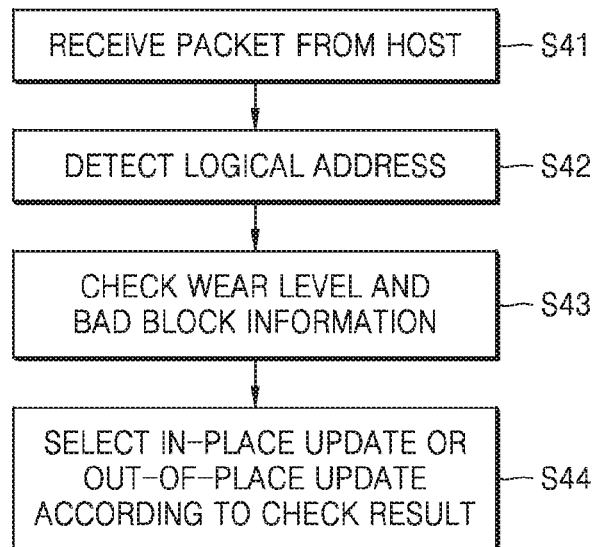 RECEIVE PACKET FROM HOST
S41
DETECT LOGICAL ADDRESS
S42
CHECK WEAR LEVEL AND
BAD BLOCK INFORMATION
S43
SELECT IN-PLACE UPDATE OR
OUT-OF-PLACE UPDATE
ACCORDING TO CHECK RESULT
S44